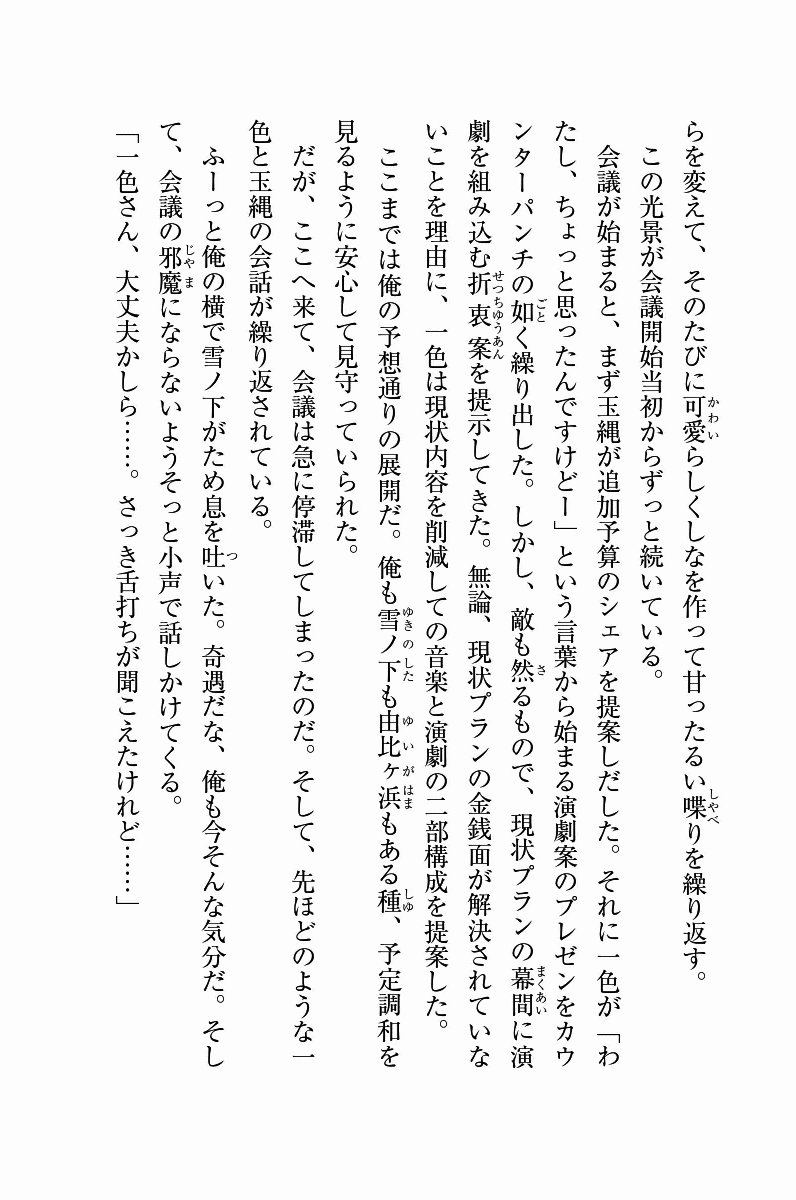 らを変えて、そのたびに可愛らしくしなを作って甘ったるい喋りを繰り返す。
この光景が会議開始当初からずっと続いている。
会議が始まると、まず玉縄が追加予算のシェアを提案しだした。それに一色が「わ
たし、ちょっと思ったんですけどー」という言葉から始まる演劇案のプレゼンをカウ
ンターパンチの如く繰り出した。しかし、敵も然るもので、現状プランの幕間に演
劇を組み込む折衷案を提示してきた。無論、現状プランの金銭面が解決されていな
いことを理由に、一色は現状内容を削減しての音楽と演劇の二部構成を提案した。
ここまでは俺の予想通りの展開だ。俺も雪ノ下も由比ヶ浜もある種、予定調和を
見るように安心して見守っていられた。
だが、ここへ来て、会議は急に停滞してしまったのだ。そして、先ほどのような一
色と玉縄の会話が繰り返されている。
ふーっと俺の横で雪ノ下がため息を吐いた。奇遇だな、俺も今そんな気分だ。そし
て、会議の邪魔にならないようそっと小声で話しかけてくる。
「一色さん、大丈夫かしら……。さっき舌打ちが聞こえたけれど……」